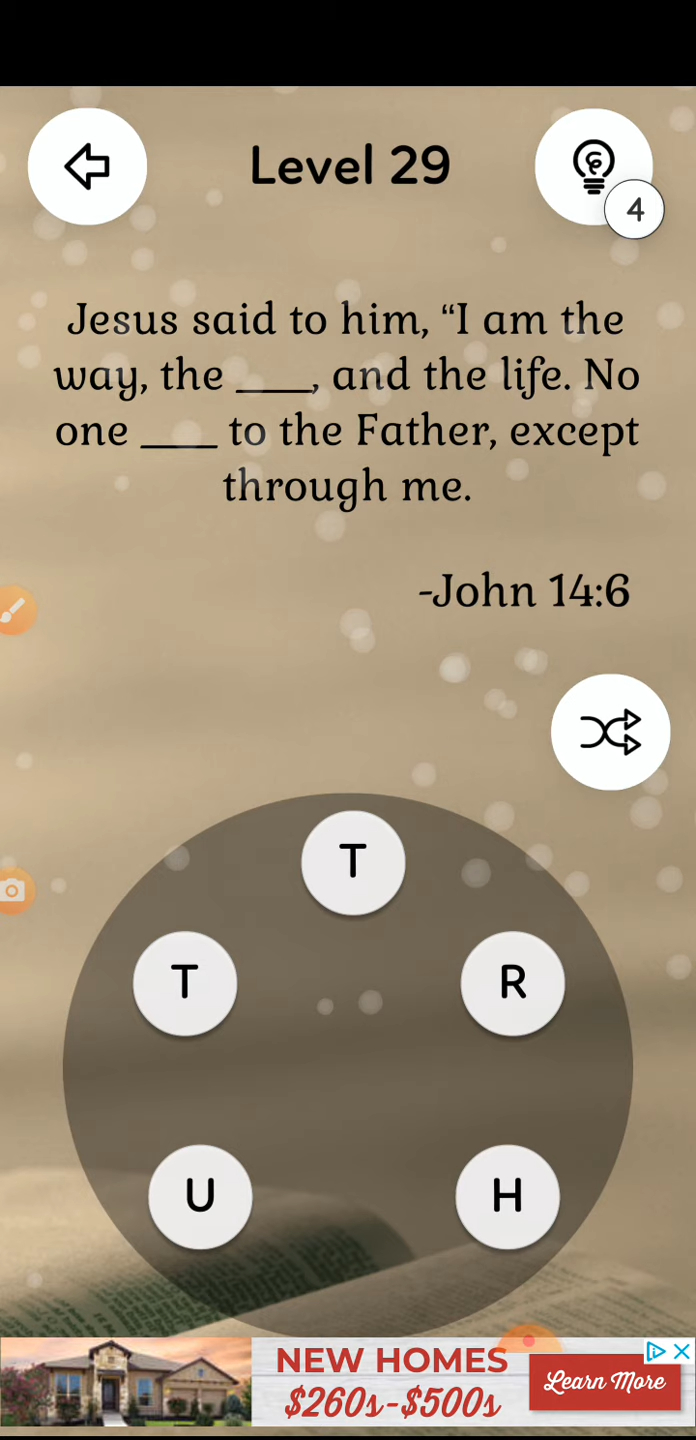 Level 29
4
Jesus said to him, “I am the
way, the ____, and the life. No
one ____ to the Father, except
through me.
-John 14:6
T
T
R
U
H
NEW HOMES
$260s-$500s
Learn More